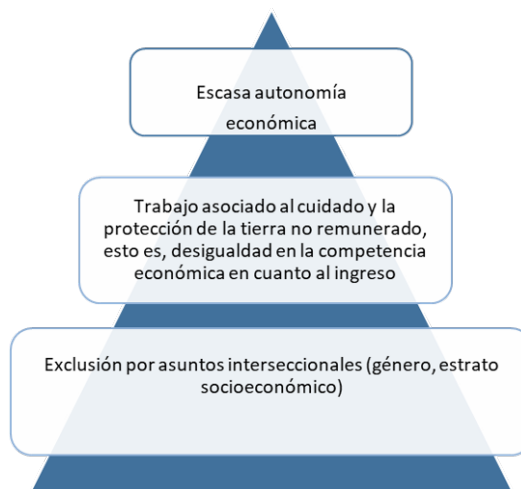 Escasa autonomía
económica
Trabajo asociado al cuidado y la
protección de la tierra no remunerado,
esto es, desigualdad en la competencia
económica en cuanto al ingreso
Exclusión por asuntos interseccionales (género, estrato
socioeconómico)